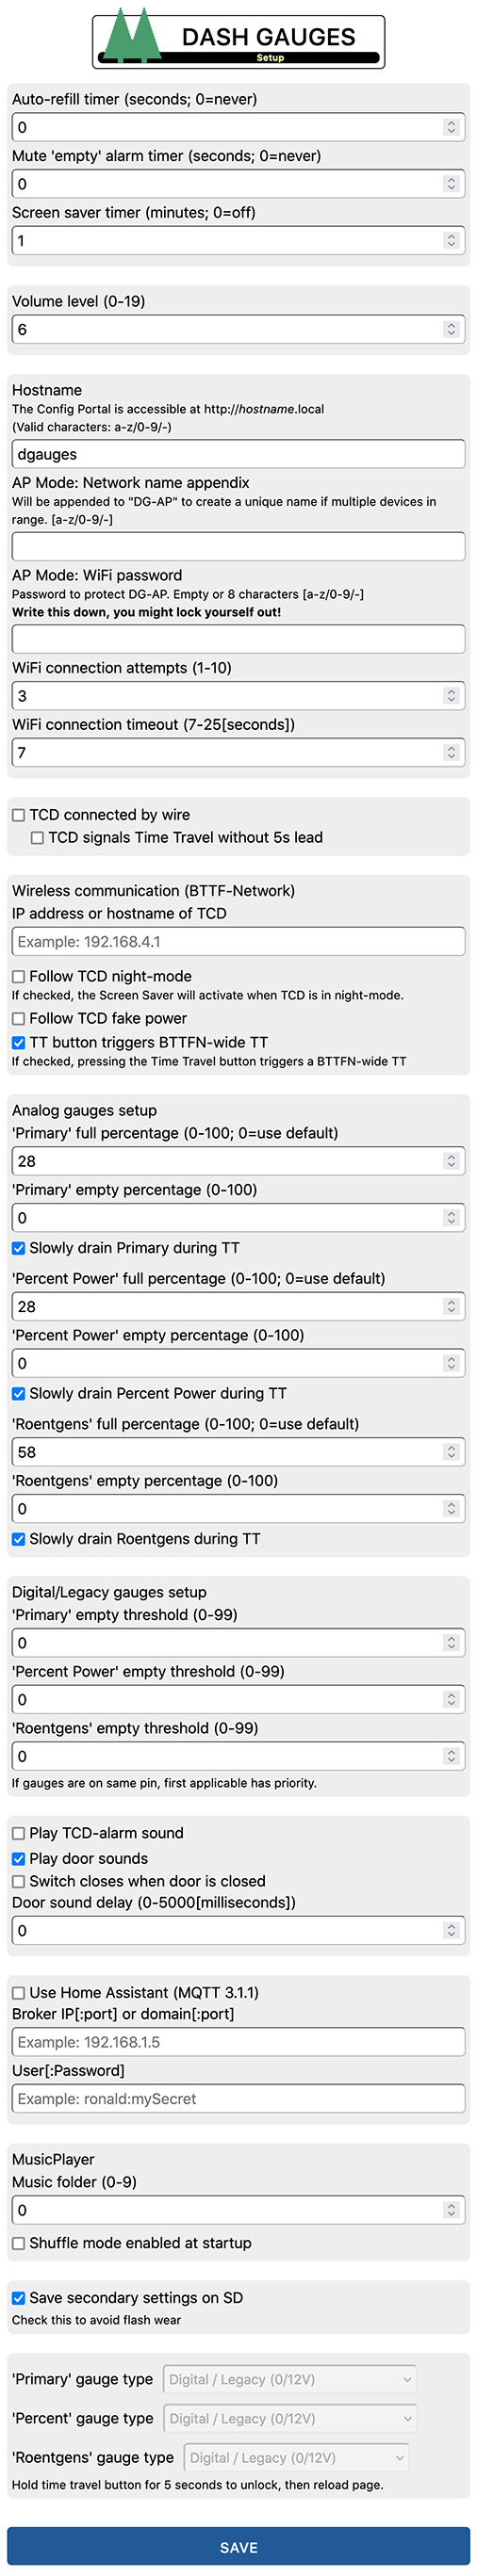 DASH GAUGES
Setup
Auto-refill timer (seconds; 0=never)
0
Mute 'empty' alarm timer (seconds; 0=never)
0
Screen saver timer (minutes; 0=off)
1
Volume level (0-19)
6
Hostname
The Config Portal is accessible at http://hostname.local
(Valid characters: a-z/0-9/-)
dgauges
AP Mode: Network name appendix
Will be appended to "DG-AP" to create a unique name if multiple devices in
range. [a-z/0-9/-]
AP Mode: WiFi password
Password to protect DG-AP. Empty or 8 characters [a-z/0-9/-]
Write this down, you might lock yourself out!
WiFi connection attempts (1-10)
3
WiFi connection timeout (7-25[seconds])
7
TCD connected by wire
TCD signals Time Travel without 5s lead
Wireless communication (BTTF-Network)
IP address or hostname of TCD
Example: 192.168.4.1
Follow TCD night-mode
If checked, the Screen Saver will activate when TCD is in night-mode.
Follow TCD fake power
TT button triggers BTTFN-wide TT
If checked, pressing the Time Travel button triggers a BTTFN-wide TT
Analog gauges setup
'Primary' full percentage (0-100; 0=use default)
28
'Primary' empty percentage (0-100)
0
Slowly drain Primary during TT
'Percent Power' full percentage (0-100; 0=use default)
28
'Percent Power' empty percentage (0-100)
0
Slowly drain Percent Power during TT
'Roentgens' full percentage (0-100; 0=use default)
58
'Roentgens' empty percentage (0-100)
0
Slowly drain Roentgens during TT
Digital/Legacy gauges setup
'Primary' empty threshold (0-99)
0
'Percent Power' empty threshold (0-99)
0
'Roentgens' empty threshold (0-99)
0
If gauges are on same pin, first applicable has priority.
Play TCD-alarm sound
Play door sounds
Switch closes when door is closed
Door sound delay (0-5000[milliseconds])
0
Use Home Assistant (MQTT 3.1.1)
Broker IP[:port] or domain[:port]
Example: 192.168.1.5
User[:Password]
Example: ronald:mySecret
MusicPlayer
Music folder (0-9)
0
Shuffle mode enabled at startup
Save secondary settings on SD
Check this to avoid flash wear
'Primary' gauge type Digital / Legacy (0/12V)
'Percent' gauge type Digital / Legacy (0/12V)
'Roentgens' gauge type Digital / Legacy (0/12V)
Hold time travel button for 5 seconds to unlock, then reload page.
SAVE